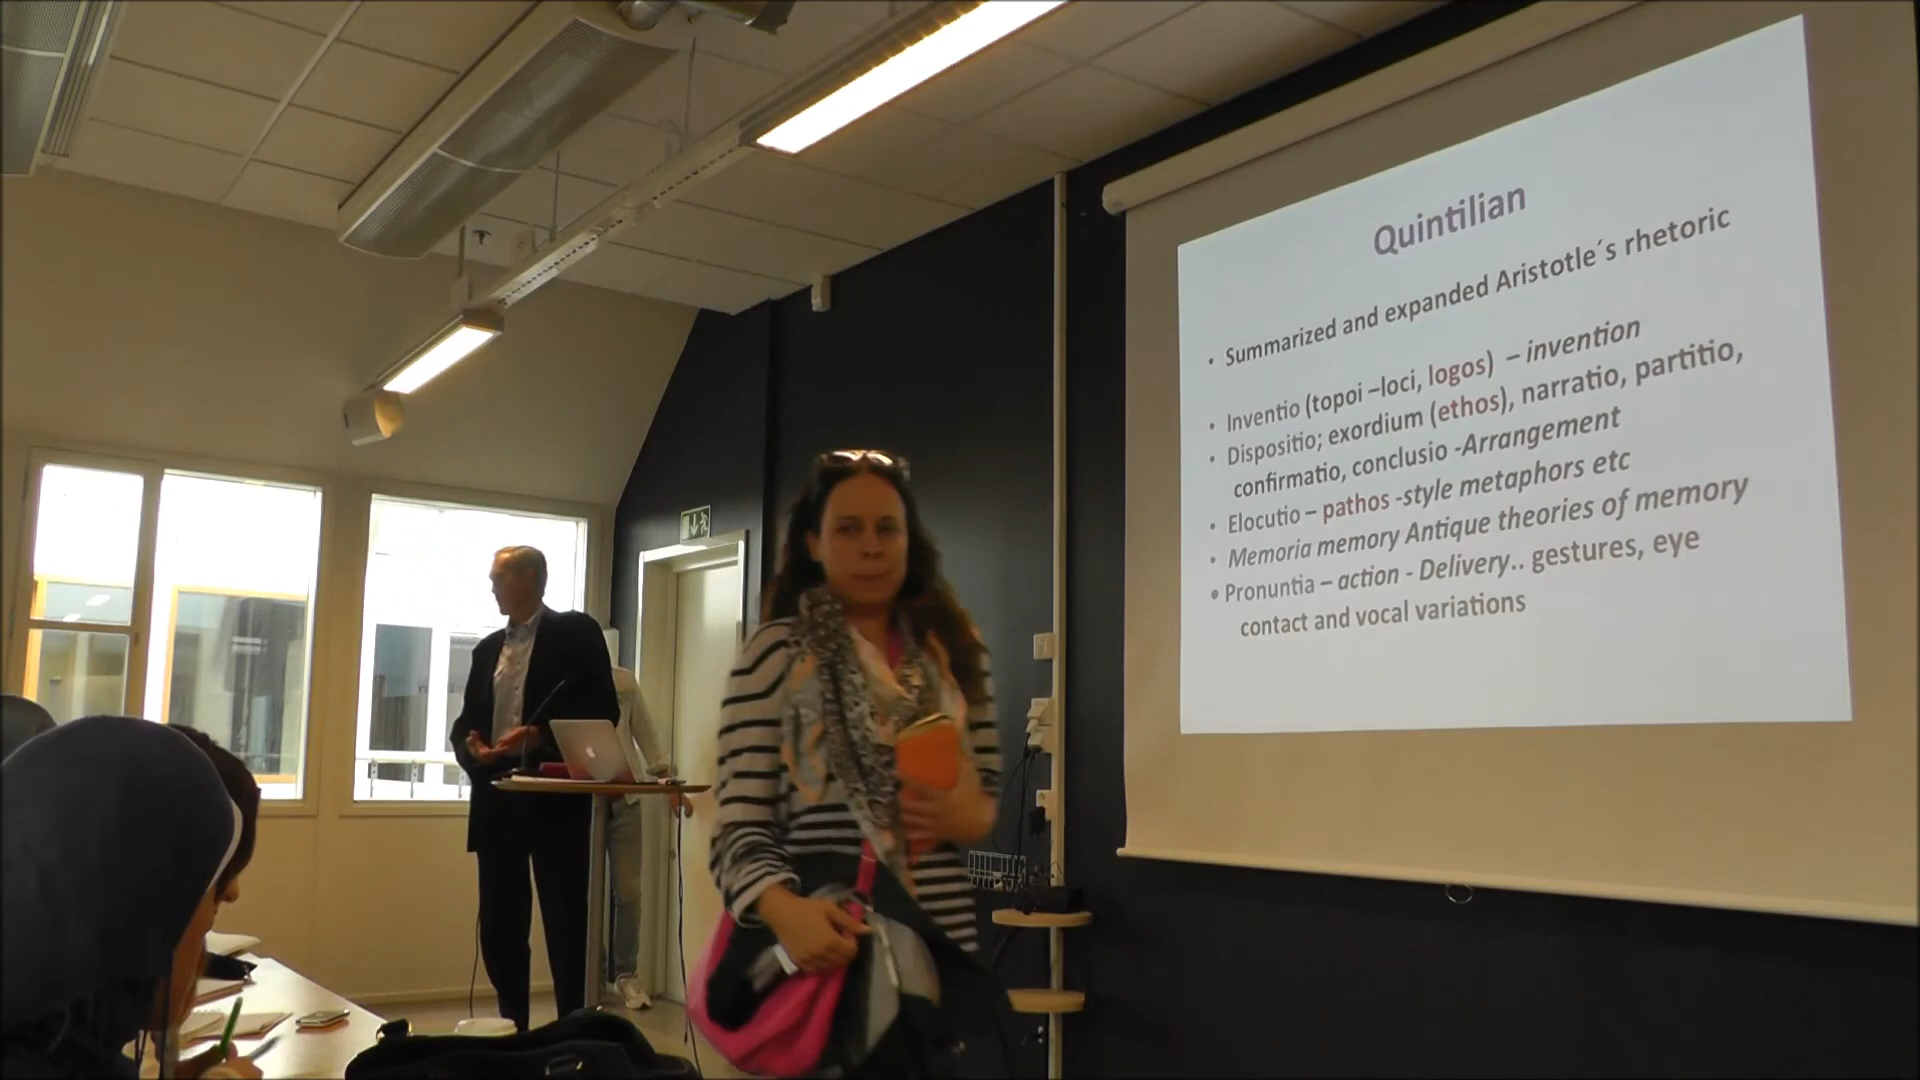 Quintilian
• Summarized and expanded Aristotle´s rhetoric
• Inventio (topoi –loci, logos) – invention
• Dispositio; exordium (ethos), narratio, partitio,
confirmatio, conclusio -Arrangement
• Elocutio – pathos -style metaphors etc
• Memoria memory Antique theories of memory
• Pronuntia – action - Delivery.. gestures, eye
contact and vocal variations